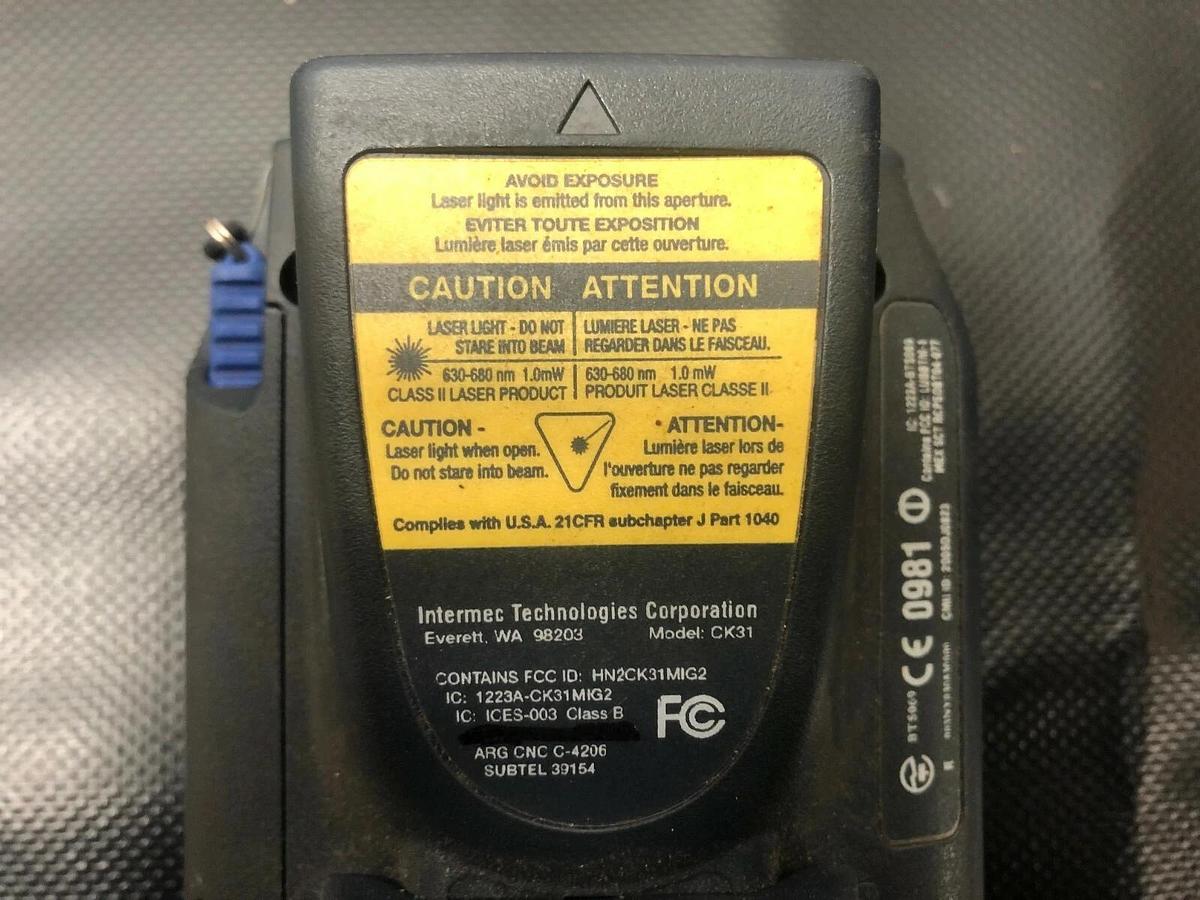 AVOID EXPOSURE
Laser light is emitted from this aperture.
EVITER TOUTE EXPOSITION
Lumière laser émis par cette ouverture.
CAUTION ATTENTION
LASER LIGHT - DO NOT
STARE INTO BEAM
LUMIERE LASER - NE PAS
REGARDER DANS LE FAISCEAU.
630-680 nm 1.0mW
CLASS II LASER PRODUCT
630-680 nm 1.0 mW
PRODUIT LASER CLASSE II
CAUTION -
Laser light when open.
Do not stare into beam.
ATTENTION-
Lumière laser lors de
l'ouverture ne pas regarder
fixement dans le faisceau.
Complies with U.S.A. 21CFR subchapter J Part 1040
Intermec Technologies Corporation
Everett, WA 98203 Model: CK31
CONTAINS FCC ID: HN2CK31MIG2
IC: 1223A-CK31MIG2
IC: ICES-003 Class B
FC
ARG CNC C-4206
SUBTEL 39154
CE 0981